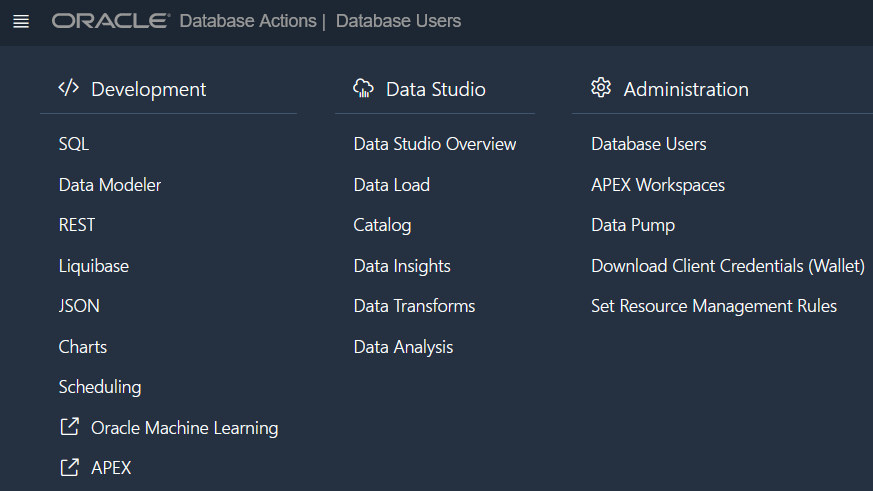 ORACLE® Database Actions | Database Users
Development
SQL
Data Modeler
REST
Liquibase
JSON
Charts
Scheduling
Oracle Machine Learning
APEX
Data Studio
Data Studio Overview
Data Load
Catalog
Data Insights
Data Transforms
Data Analysis
Administration
Database Users
APEX Workspaces
Data Pump
Download Client Credentials (Wallet)
Set Resource Management Rules